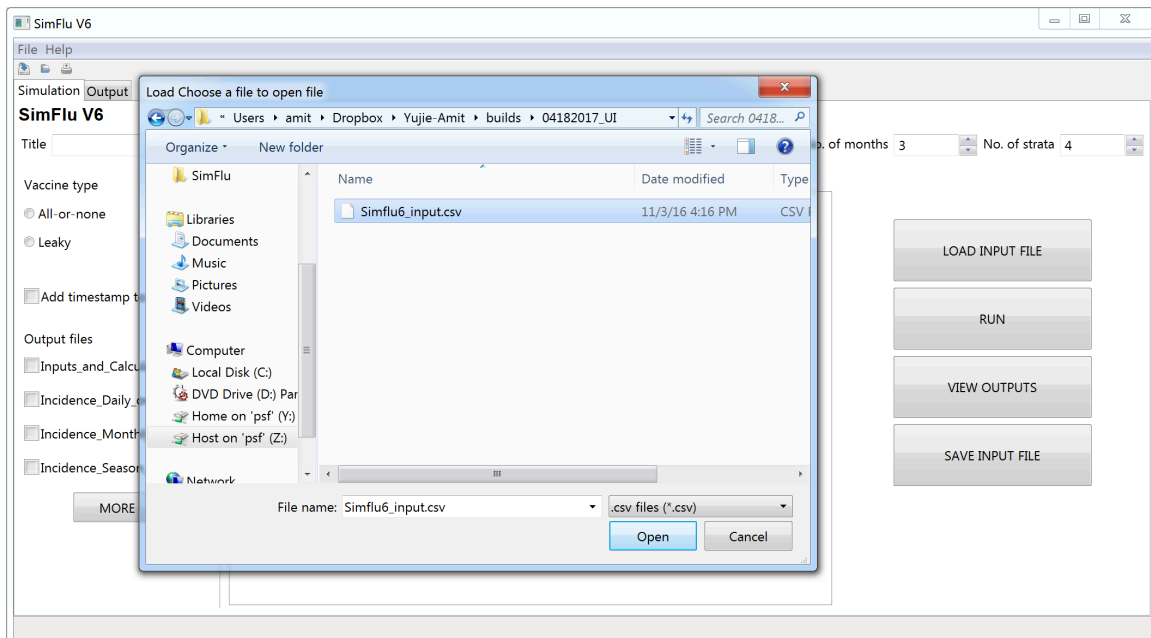 SimFlu V6
File Help
Simulation Output
SimFlu V6
Title
No. of months 3 No. of strata 4
Vaccine type
All-or-none
Leaky
Add timestamp t
Output files
Inputs_and_Calcu
Incidence_Daily_
Incidence_Month
Incidence_Season
MORE
Load Choose a file to open file
« Users ▸ amit ▸ Dropbox ▸ Yujie-Amit ▸ builds ▸ 04182017_UI
Search 0418...
Organize New folder
SimFlu
Libraries
Documents
Music
Pictures
Videos
Computer
Local Disk (C:)
DVD Drive (D:) Par
Home on 'psf' (Y:)
Host on 'psf' (Z:)
Network
Name Date modified Type
Simflu6_input.csv 11/3/16 4:16 PM CSV
File name: Simflu6_input.csv .csv files (*.csv)
Open Cancel
LOAD INPUT FILE
RUN
VIEW OUTPUTS
SAVE INPUT FILE